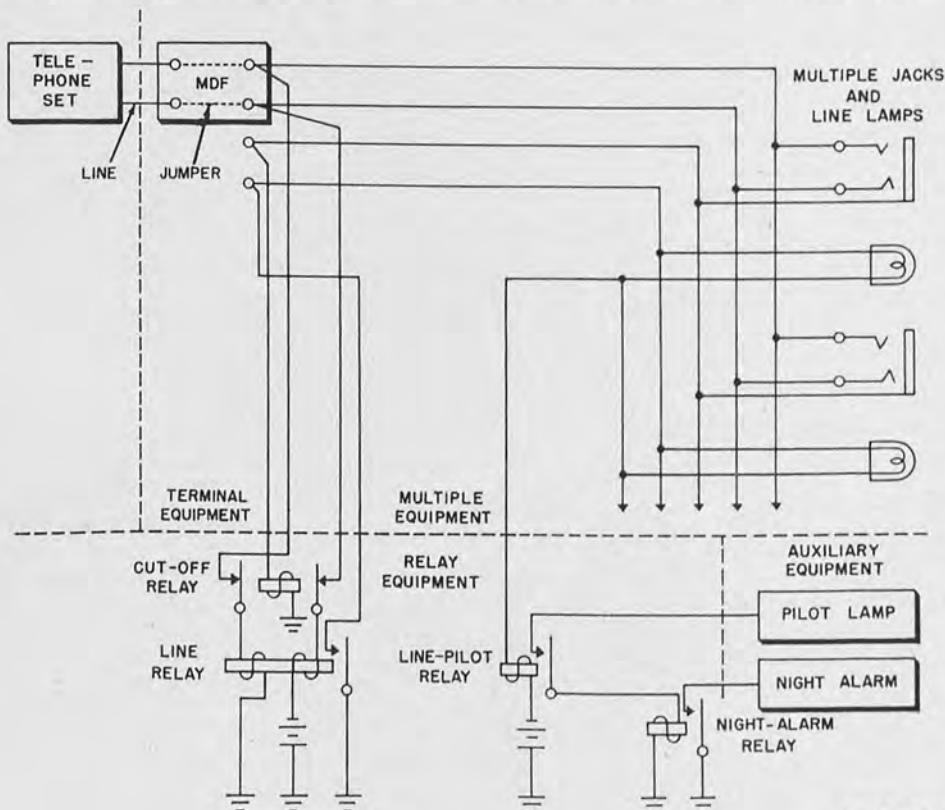 TELE-
PHONE
SET
MDF
LINE
JUMPER
MULTIPLE JACKS
AND
LINE LAMPS
TERMINAL
EQUIPMENT
MULTIPLE
EQUIPMENT
CUT-OFF
RELAY
RELAY
EQUIPMENT
AUXILIARY
EQUIPMENT
PILOT LAMP
LINE
RELAY
LINE-PILOT
RELAY
NIGHT ALARM
NIGHT-ALARM
RELAY